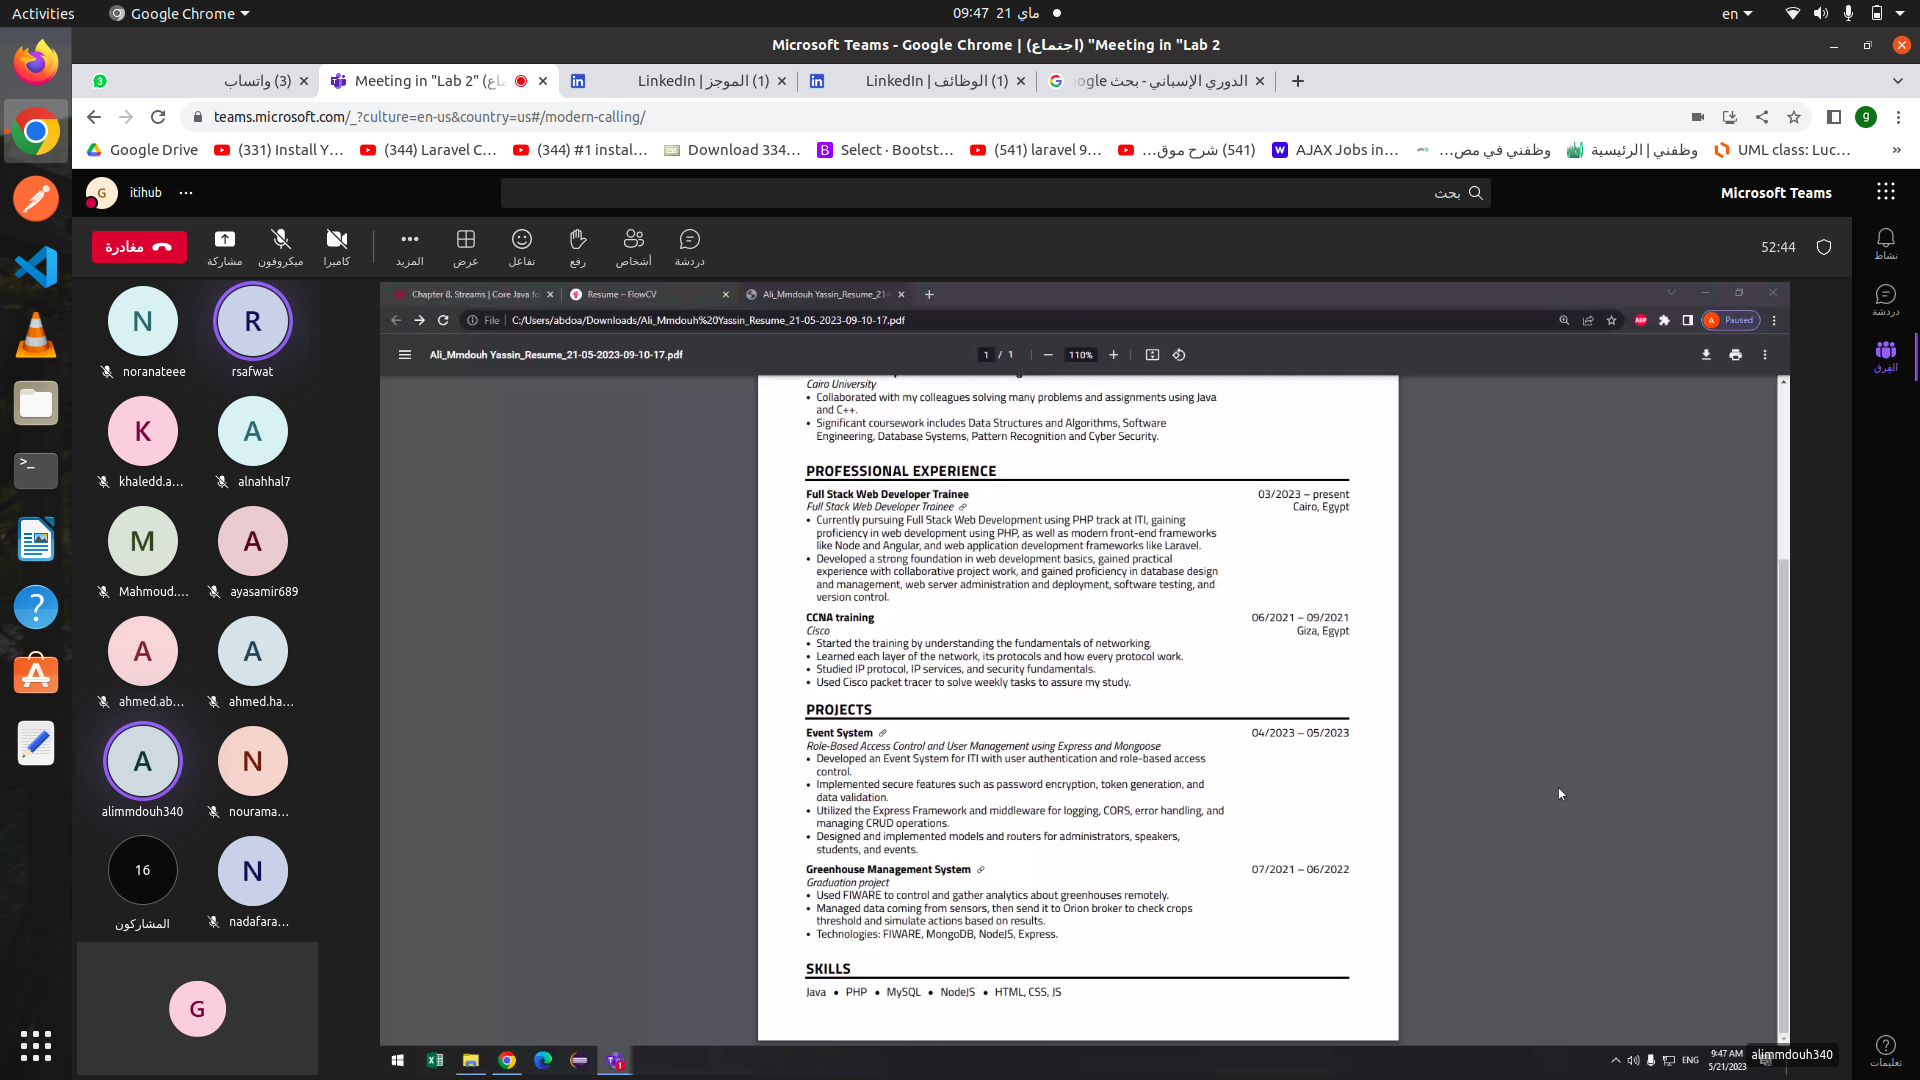 Activities
Google Chrome
09:47 21 ماي
en
Microsoft Teams - Google Chrome | (اجتماع) "Meeting in "Lab 2
(3) واتساب
Meeting in "Lab 2"
(1) الموجز | LinkedIn
(1) الوظائف | LinkedIn
الدوري الإسباني - بحث
teams.microsoft.com/_?culture=en-us&country=us#/modern-calling/
g
Google Drive
(331) Install Y…
(344) Laravel C…
(344) #1 instal…
Download 334…
Select · Bootst…
(541) laravel 9…
(541) شرح موق…
AJAX Jobs in…
وظفني في مص…
وظفني | الرئيسية
UML class: Luc…
»
G
itihub
بحث
Microsoft Teams
مغادرة
مشاركة
ميكروفون
كاميرا
المزيد
عرض
تفاعل
رفع
أشخاص
دردشة
52:44
نشاط
دردشة
الفِرق
تعليمات
N
noranateee
R
rsafwat
K
khaledd.a…
A
alnahhal7
M
Mahmoud.…
A
ayasamir689
A
ahmed.ab…
A
ahmed.ha…
A
alimmdouh340
N
nourama…
16
المشاركون
N
nadafara…
G
Chapter 8. Streams | Core Java fo
Resume – FlowCV
Ali_Mmdouh Yassin_Resume_21-
File | C:/Users/abdoa/Downloads/Ali_Mmdouh%20Yassin_Resume_21-05-2023-09-10-17.pdf
ABP
A Paused
Ali_Mmdouh Yassin_Resume_21-05-2023-09-10-17.pdf
1 / 1
110%
Cairo University
• Collaborated with my colleagues solving many problems and assignments using Java
and C++.
• Significant coursework includes Data Structures and Algorithms, Software
Engineering, Database Systems, Pattern Recognition and Cyber Security.
PROFESSIONAL EXPERIENCE
Full Stack Web Developer Trainee 03/2023 – present
Full Stack Web Developer Trainee Cairo, Egypt
• Currently pursuing Full Stack Web Development using PHP track at ITI, gaining
proficiency in web development using PHP, as well as modern front-end frameworks
like Node and Angular, and web application development frameworks like Laravel.
• Developed a strong foundation in web development basics, gained practical
experience with collaborative project work, and gained proficiency in database design
and management, web server administration and deployment, software testing, and
version control.
CCNA training 06/2021 – 09/2021
Cisco Giza, Egypt
• Started the training by understanding the fundamentals of networking.
• Learned each layer of the network, its protocols and how every protocol work.
• Studied IP protocol, IP services, and security fundamentals.
• Used Cisco packet tracer to solve weekly tasks to assure my study.
PROJECTS
Event System 04/2023 – 05/2023
Role-Based Access Control and User Management using Express and Mongoose
• Developed an Event System for ITI with user authentication and role-based access
control.
• Implemented secure features such as password encryption, token generation, and
data validation.
• Utilized the Express Framework and middleware for logging, CORS, error handling, and
managing CRUD operations.
• Designed and implemented models and routers for administrators, speakers,
students, and events.
Greenhouse Management System 07/2021 – 06/2022
Graduation project
• Used FIWARE to control and gather analytics about greenhouses remotely.
• Managed data coming from sensors, then send it to Orion broker to check crops
threshold and simulate actions based on results.
• Technologies: FIWARE, MongoDB, NodeJS, Express.
SKILLS
Java • PHP • MySQL • NodeJS • HTML, CSS, JS
ENG
9:47 AM
5/21/2023
alimmdouh340